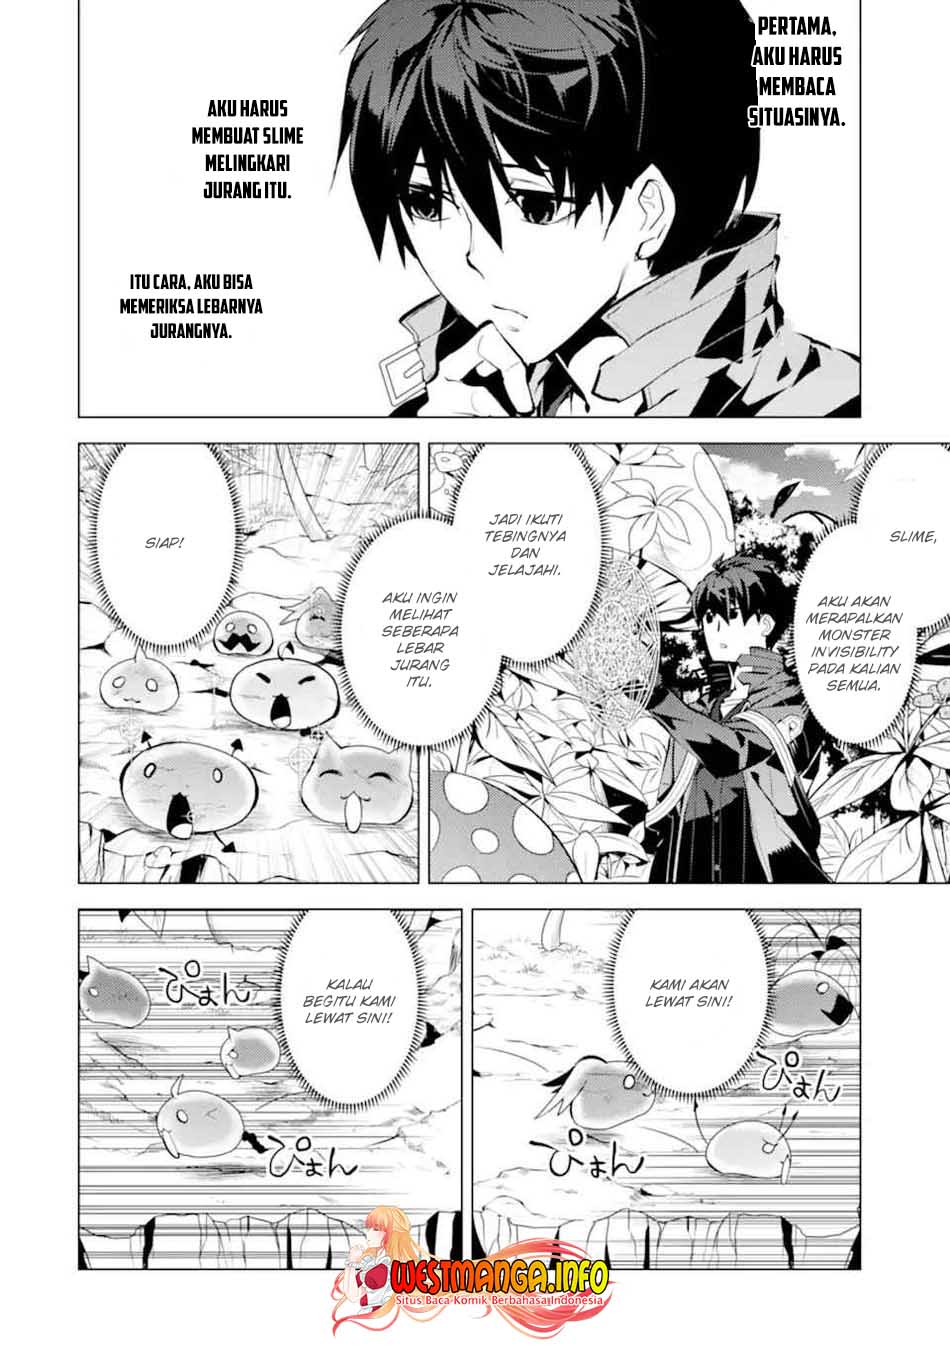 PERTAMA,
AKU HARUS
MEMBACA
SITUASINYA.
AKU HARUS
MEMBUAT SLIME
MELINGKARI
JURANG ITU.
ITU CARA, AKU BISA
MEMERIKSA LEBARNYA
JURANGNYA.
SLIME,
AKU AKAN
MERAPALKAN
MONSTER
INVISIBILITY
PADA KALIAN
SEMUA.
JADI IKUTI
TEBINGNYA
DAN
JELAJAHI.
AKU INGIN
MELIHAT
SEBERAPA
LEBAR
JURANG
ITU.
SIAP!
KAMI AKAN
LEWAT SINI!
ぴょん
ぴょん
KALAU
BEGITU KAMI
LEWAT SINI!
ぴょん
ぴょん
WESTMANGA.INFO
Situs Baca Komik Berbahasa Indonesia